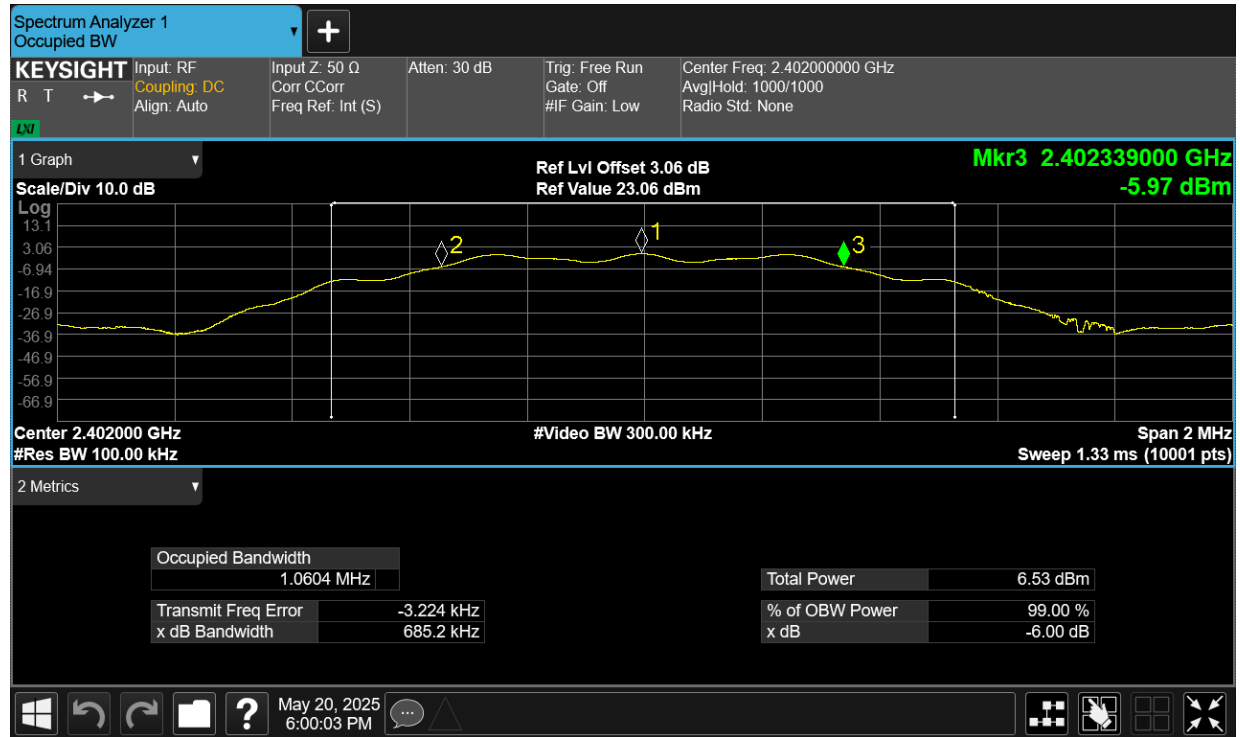 Spectrum Analyzer 1
Occupied BW
KEYSIGHT
R T
LXI
Input: RF
Coupling: DC
Align: Auto
Input Z: 50 Ω
Corr CCorr
Freq Ref: Int (S)
Atten: 30 dB
Trig: Free Run
Gate: Off
#IF Gain: Low
Center Freq: 2.402000000 GHz
Avg|Hold: 1000/1000
Radio Std: None
1 Graph
Scale/Div 10.0 dB
Ref Lvl Offset 3.06 dB
Ref Value 23.06 dBm
Mkr3 2.402339000 GHz
-5.97 dBm
Log
13.1
3.06
-6.94
-16.9
-26.9
-36.9
-46.9
-56.9
-66.9
2
1
3
Center 2.402000 GHz
#Res BW 100.00 kHz
#Video BW 300.00 kHz
Span 2 MHz
Sweep 1.33 ms (10001 pts)
2 Metrics
Occupied Bandwidth
1.0604 MHz
Transmit Freq Error -3.224 kHz
x dB Bandwidth 685.2 kHz
Total Power 6.53 dBm
% of OBW Power 99.00 %
x dB -6.00 dB
?
May 20, 2025
6:00:03 PM